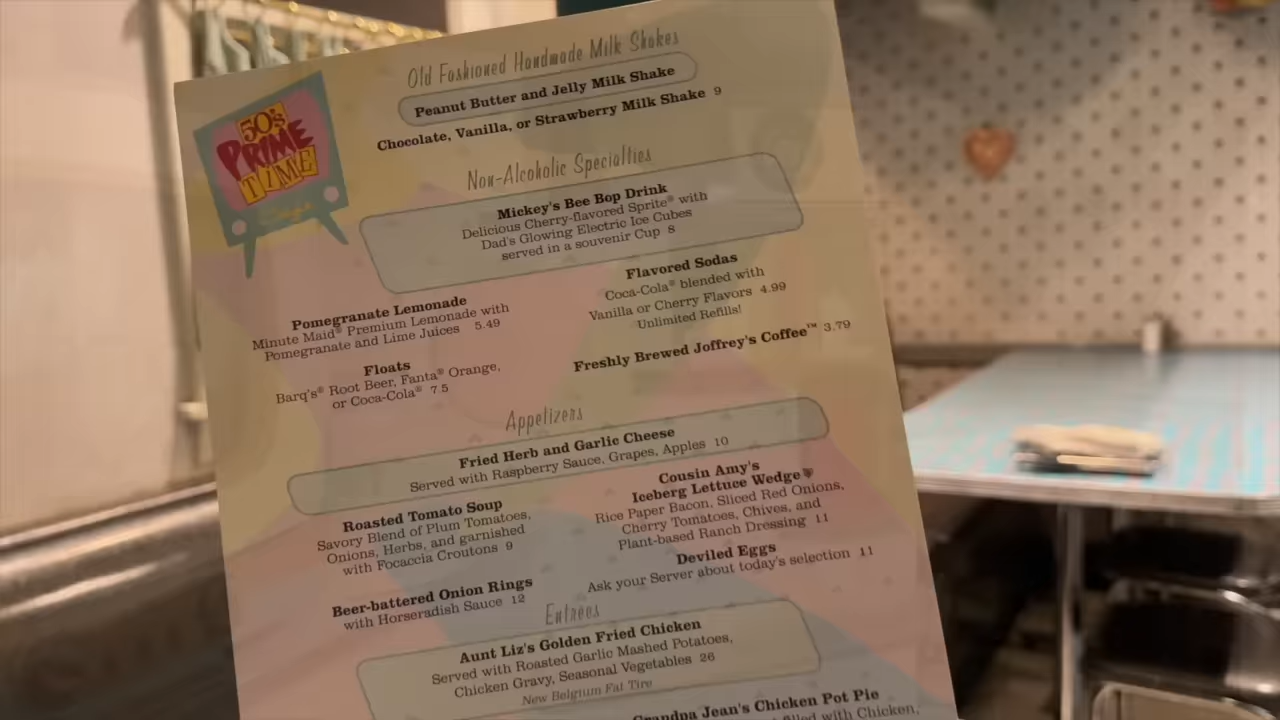 50's
PRIME
TIME
Old Fashioned Handmade Milk Shakes
Peanut Butter and Jelly Milk Shake
Chocolate, Vanilla, or Strawberry Milk Shake 9
Non-Alcoholic Specialties
Mickey's Bee Bop Drink
Delicious Cherry-flavored Sprite® with
Dad's Glowing Electric Ice Cubes
served in a souvenir Cup 8
Pomegranate Lemonade
Minute Maid® Premium Lemonade with
Pomegranate and Lime Juices 5.49
Floats
Barq's® Root Beer, Fanta® Orange,
or Coca-Cola® 7.5
Flavored Sodas
Coca-Cola® blended with
Vanilla or Cherry Flavors 4.99
Unlimited Refills!
Freshly Brewed Joffrey's Coffee™ 3.79
Appetizers
Fried Herb and Garlic Cheese
Served with Raspberry Sauce, Grapes, Apples 10
Roasted Tomato Soup
Savory Blend of Plum Tomatoes,
Onions, Herbs, and garnished
with Focaccia Croutons 9
Beer-battered Onion Rings
with Horseradish Sauce 12
Cousin Amy's
Iceberg Lettuce Wedge
Rice Paper Bacon, Sliced Red Onions,
Cherry Tomatoes, Chives, and
Plant-based Ranch Dressing 11
Deviled Eggs
Ask your Server about today's selection 11
Entrées
Aunt Liz's Golden Fried Chicken
Served with Roasted Garlic Mashed Potatoes,
Chicken Gravy, Seasonal Vegetables 26
New Belgium Fat Tire
Grandpa Jean's Chicken Pot Pie
filled with Chicken,